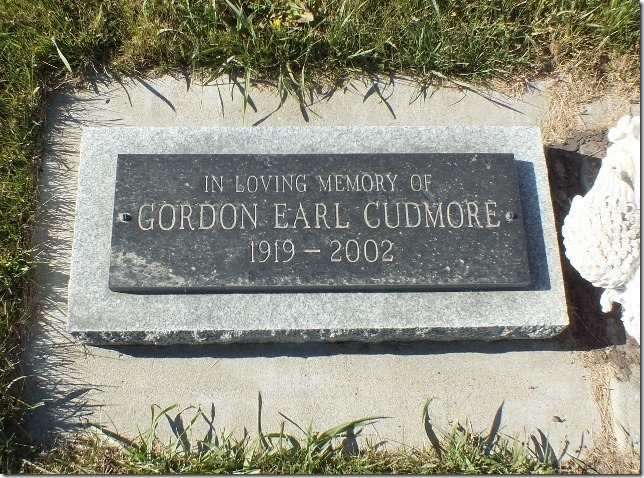 IN LOVING MEMORY OF
GORDON EARL CUDMORE
1919 – 2002